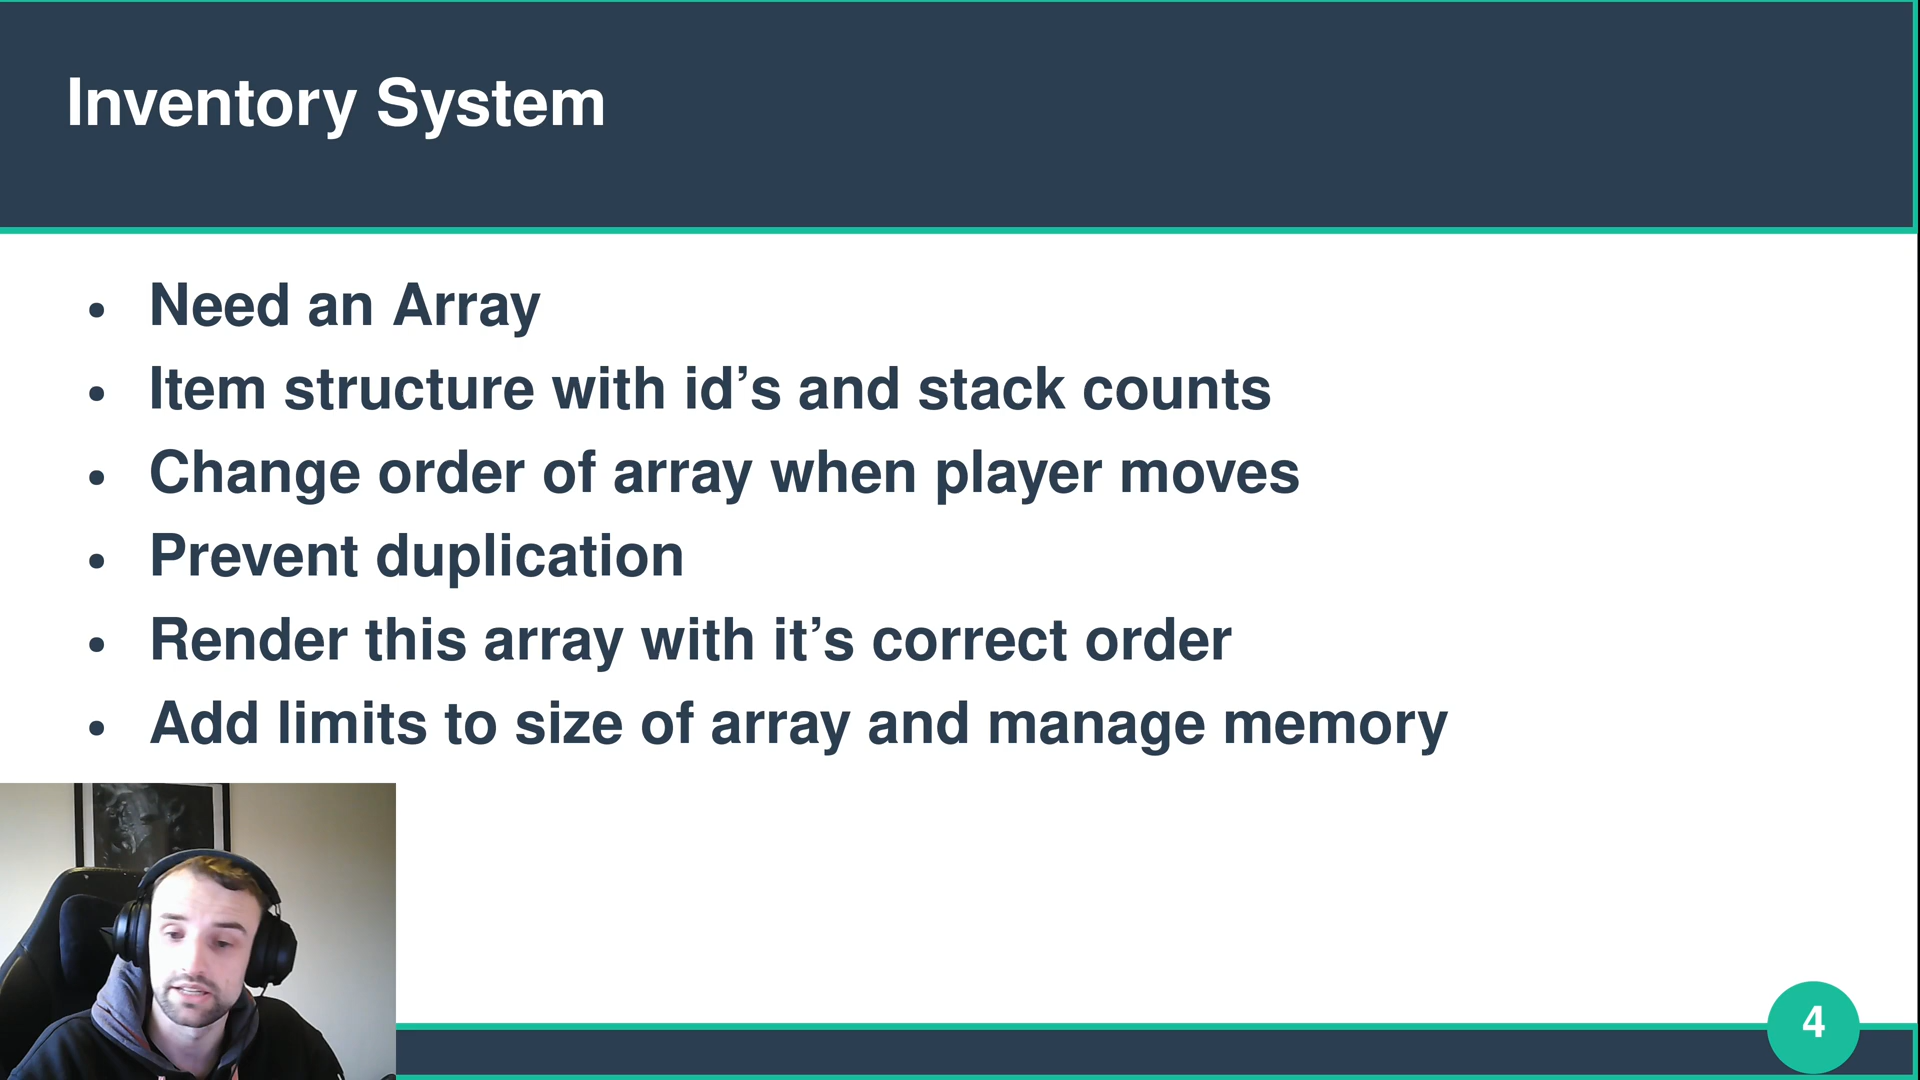 Inventory System
Need an Array
Item structure with id’s and stack counts
Change order of array when player moves
Prevent duplication
Render this array with it’s correct order
Add limits to size of array and manage memory
4